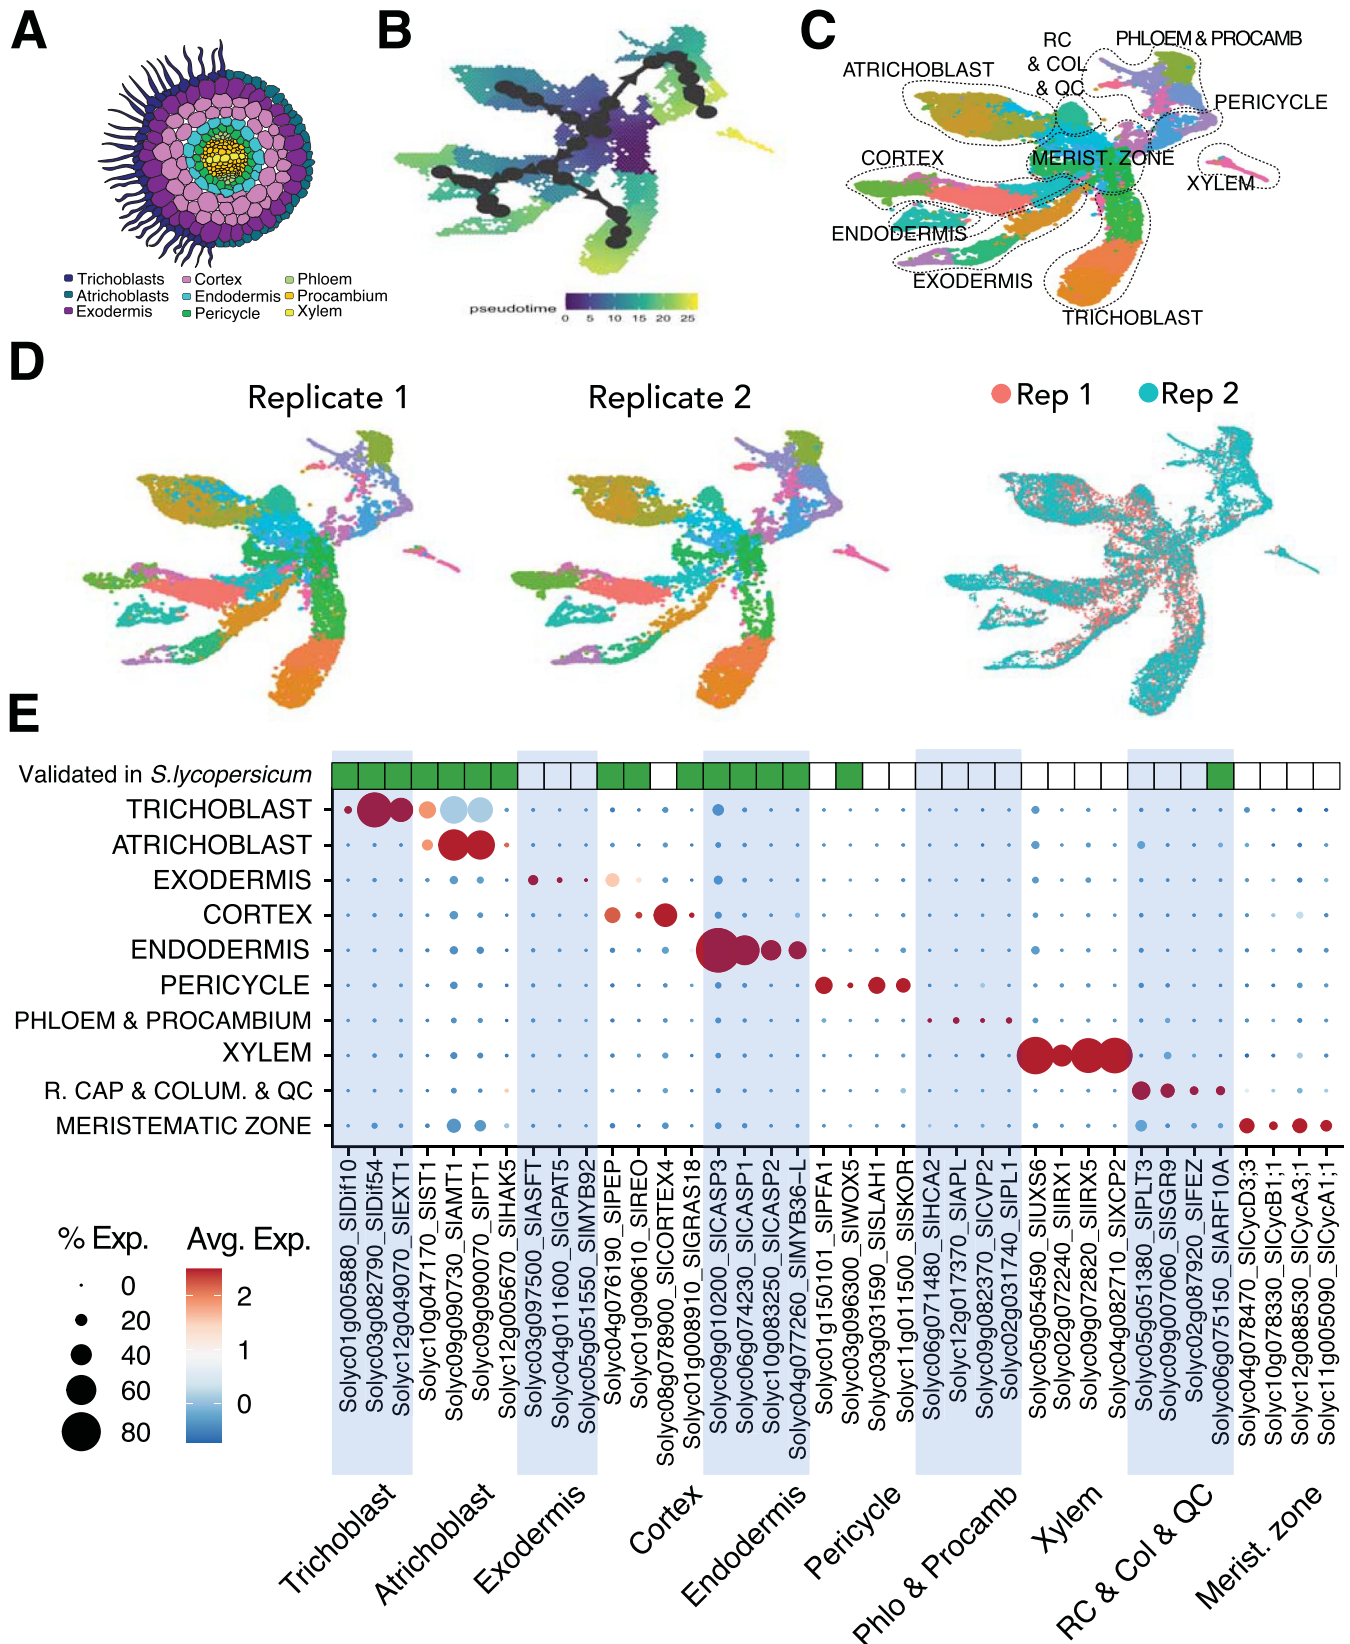 A
Trichoblasts
Atrichoblasts
Exodermis
Cortex
Endodermis
Pericycle
Phloem
Procambium
Xylem
B
pseudotime
0 5 10 15 20 25
C
RC
& COL
& QC
PHLOEM & PROCAMB
ATRICHOBLAST
PERICYCLE
CORTEX
MERIST. ZONE
XYLEM
ENDODERMIS
EXODERMIS
TRICHOBLAST
D
Replicate 1
Replicate 2
Rep 1
Rep 2
E
Validated in S.lycopersicum
TRICHOBLAST
ATRICHOBLAST
EXODERMIS
CORTEX
ENDODERMIS
PERICYCLE
PHLOEM & PROCAMBIUM
XYLEM
R. CAP & COLUM. & QC
MERISTEMATIC ZONE
Solyc01g005880_SlDif10
Solyc03g082790_SlDif54
Solyc12g049070_SlEXT1
Solyc10g047170_SlST1
Solyc09g090730_SlAMT1
Solyc09g090070_SlPT1
Solyc12g005670_SlHAK5
Solyc03g097500_SlASFT
Solyc04g011600_SlGPAT5
Solyc05g051550_SlMYB92
Solyc04g076190_SlPEP
Solyc01g090610_SlREO
Solyc08g078900_SlCORTEX4
Solyc01g008910_SlGRAS18
Solyc09g010200_SlCASP3
Solyc06g074230_SlCASP1
Solyc10g083250_SlCASP2
Solyc04g077260_SlMYB36-L
Solyc01g150101_SlPFA1
Solyc03g096300_SlWOX5
Solyc03g031590_SlSLAH1
Solyc11g011500_SlSKOR
Solyc06g071480_SlHCA2
Solyc12g017370_SlAPL
Solyc09g082370_SlCVP2
Solyc02g031740_SlPL1
Solyc05g054590_SlUXS6
Solyc02g072240_SlIRX1
Solyc09g072820_SlIRX5
Solyc04g082710_SlXCP2
Solyc05g051380_SlPLT3
Solyc09g007060_SlSGR9
Solyc02g087920_SlFEZ
Solyc06g075150_SlARF10A
Solyc04g078470_SlCycD3;3
Solyc10g078330_SlCycB1;1
Solyc12g088530_SlCycA3;1
Solyc11g005090_SlCycA1;1
% Exp.
0
20
40
60
80
Avg. Exp.
2
1
0
Trichoblast
Atrichoblast
Exodermis
Cortex
Endodermis
Pericycle
Phlo & Procamb
Xylem
RC & Col & QC
Merist. zone